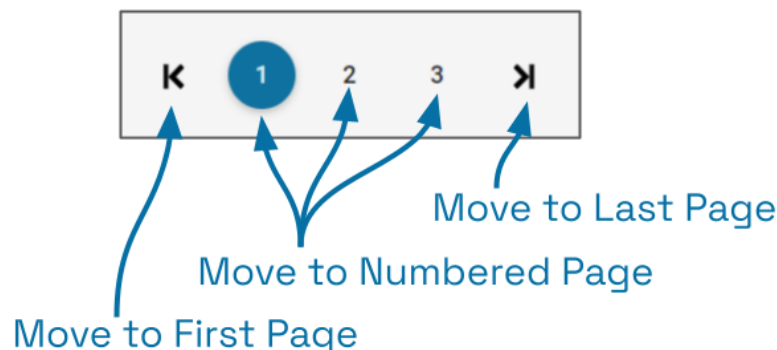 1 2 3
Move to Last Page
Move to Numbered Page
Move to First Page